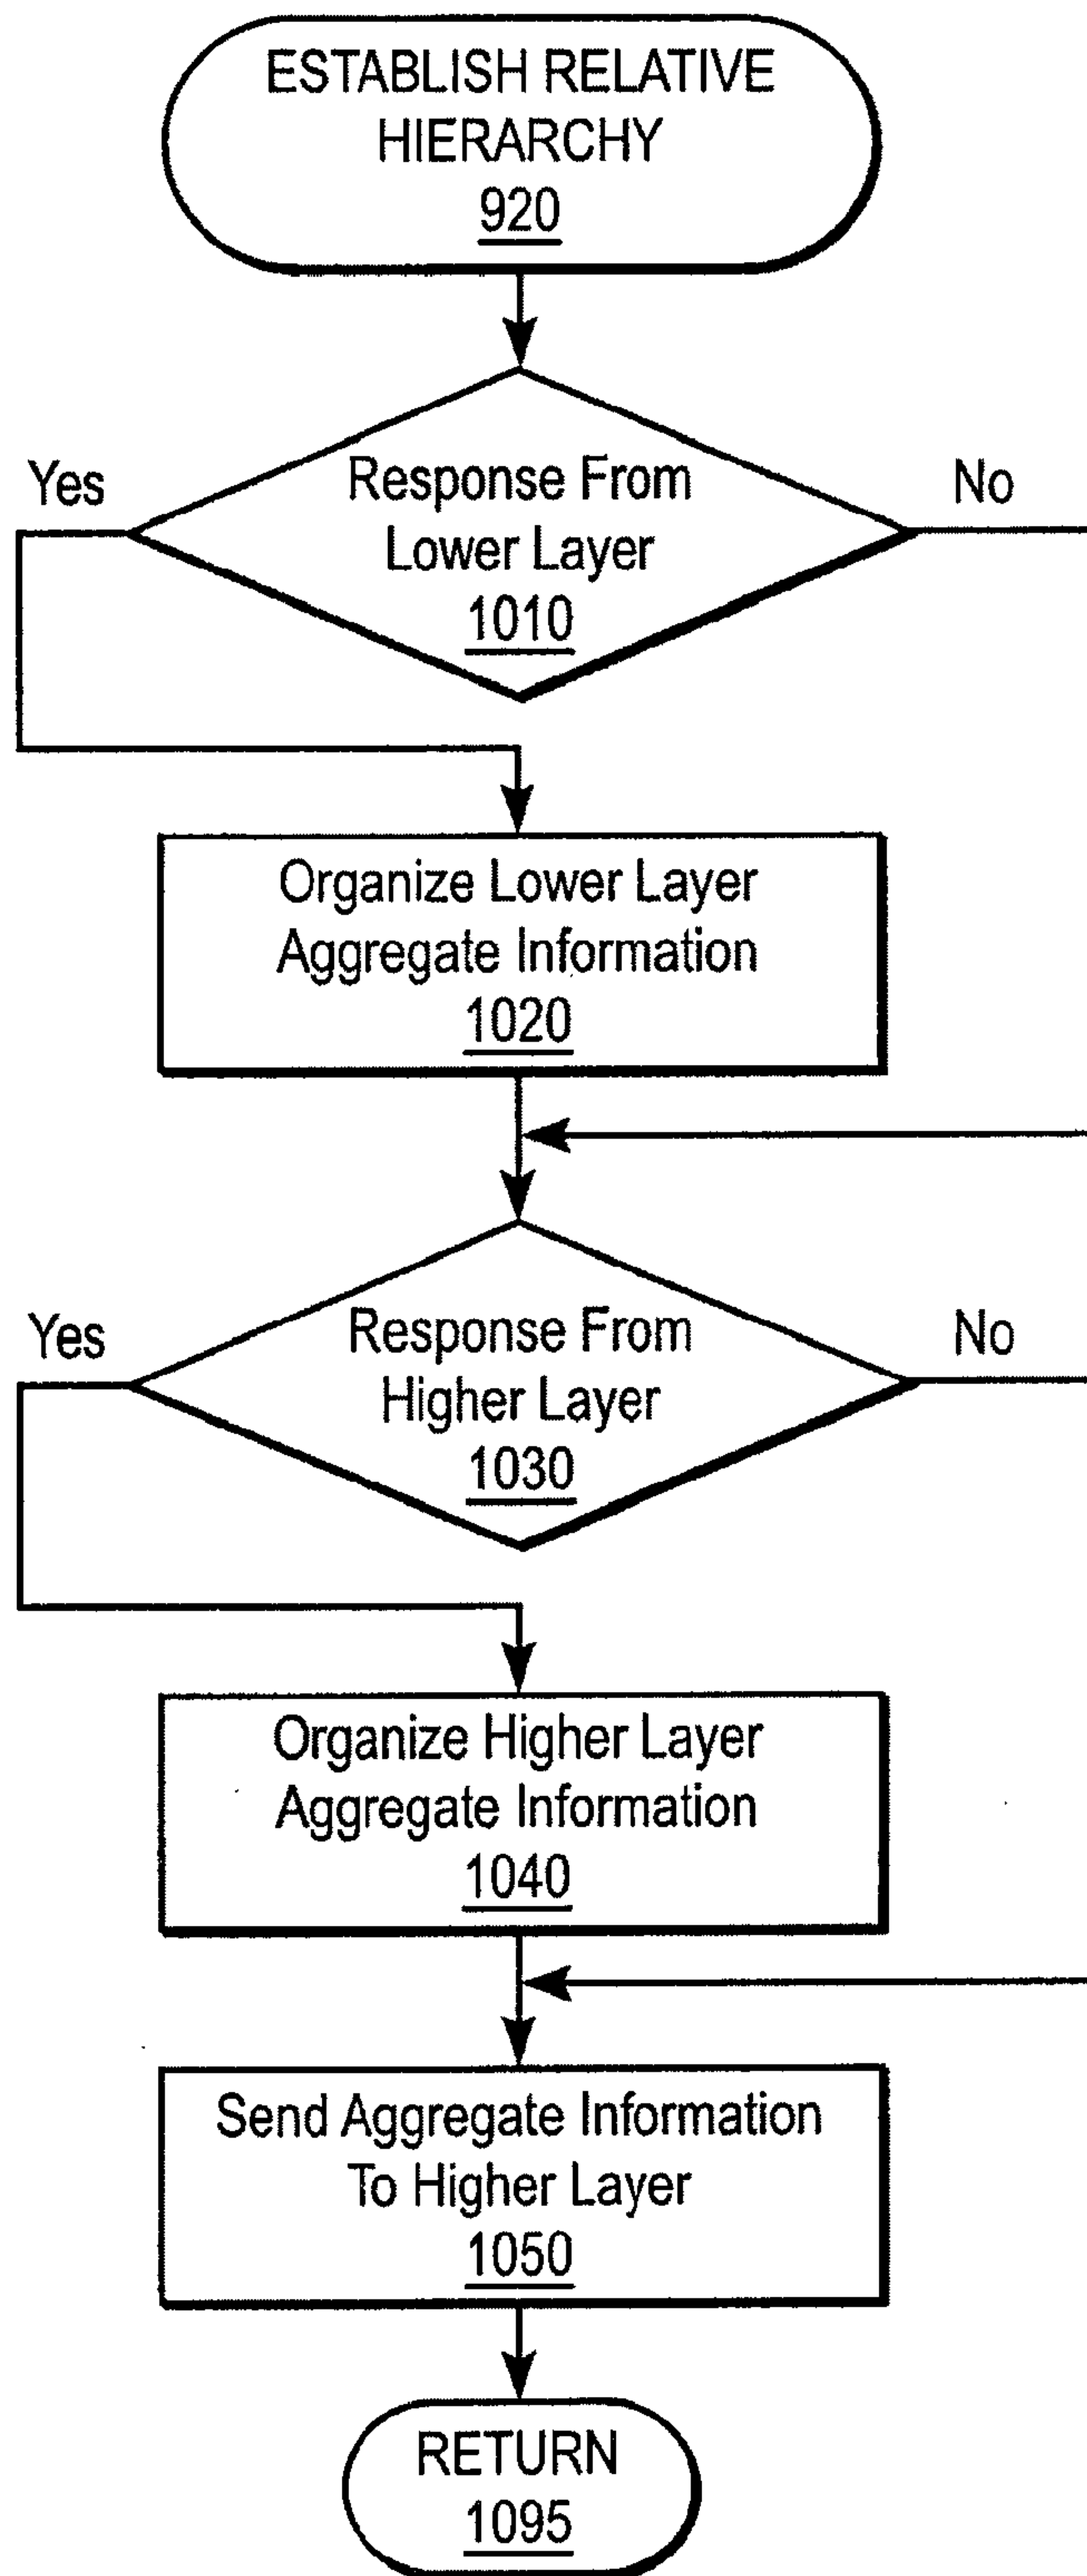 ESTABLISH RELATIVE
HIERARCHY
920
Yes
Response From
Lower Layer
1010
No
Organize Lower Layer
Aggregate Information
1020
Yes
Response From
Higher Layer
1030
No
Organize Higher Layer
Aggregate Information
1040
Send Aggregate Information
To Higher Layer
1050
RETURN
1095